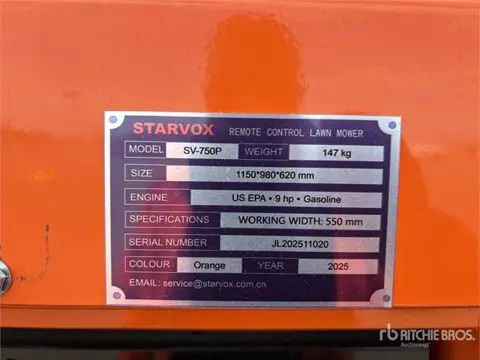 STARVOX REMOTE CONTROL LAWN MOWER
MODEL SV-750P WEIGHT 147 kg
SIZE 1150*980*620 mm
ENGINE US EPA • 9 hp • Gasoline
SPECIFICATIONS WORKING WIDTH: 550 mm
SERIAL NUMBER JL202511020
COLOUR Orange YEAR 2025
EMAIL: service@starvox.com.cn
rb RITCHIE BROS.
Auctioneers